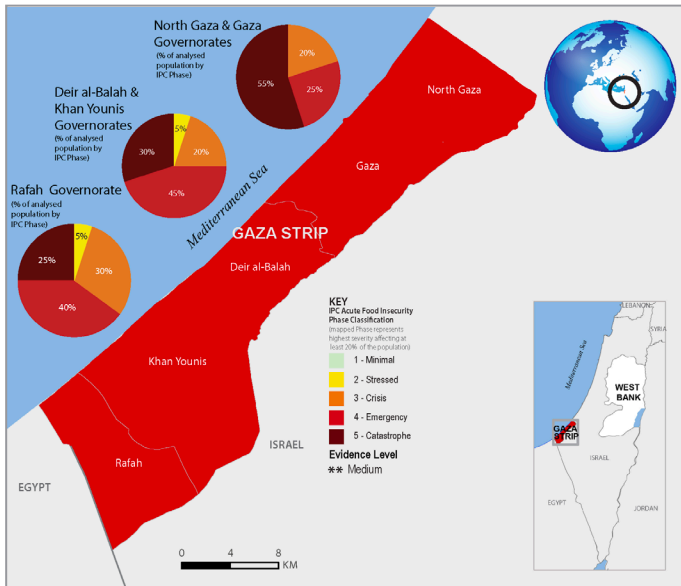 North Gaza & Gaza
Governorates
(% of analysed
population by
IPC Phase)
20%
55%
25%
Deir al-Balah &
Khan Younis
Governorates
(% of analysed
population by
IPC Phase)
5%
30%
20%
45%
Rafah Governorate
(% of analysed
population by
IPC Phase)
5%
25%
30%
40%
Mediterranean Sea
North Gaza
Gaza
GAZA STRIP
Deir al-Balah
Khan Younis
Rafah
ISRAEL
EGYPT
0 4 8
KM
KEY
IPC Acute Food Insecurity
Phase Classification
(mapped Phase represents
highest severity affecting at
least 20% of the population)
1 - Minimal
2 - Stressed
3 - Crisis
4 - Emergency
5 - Catastrophe
Evidence Level
** Medium
LEBANON
SYRIA
Mediterranean Sea
WEST
BANK
GAZA
STRIP
ISRAEL
EGYPT
JORDAN